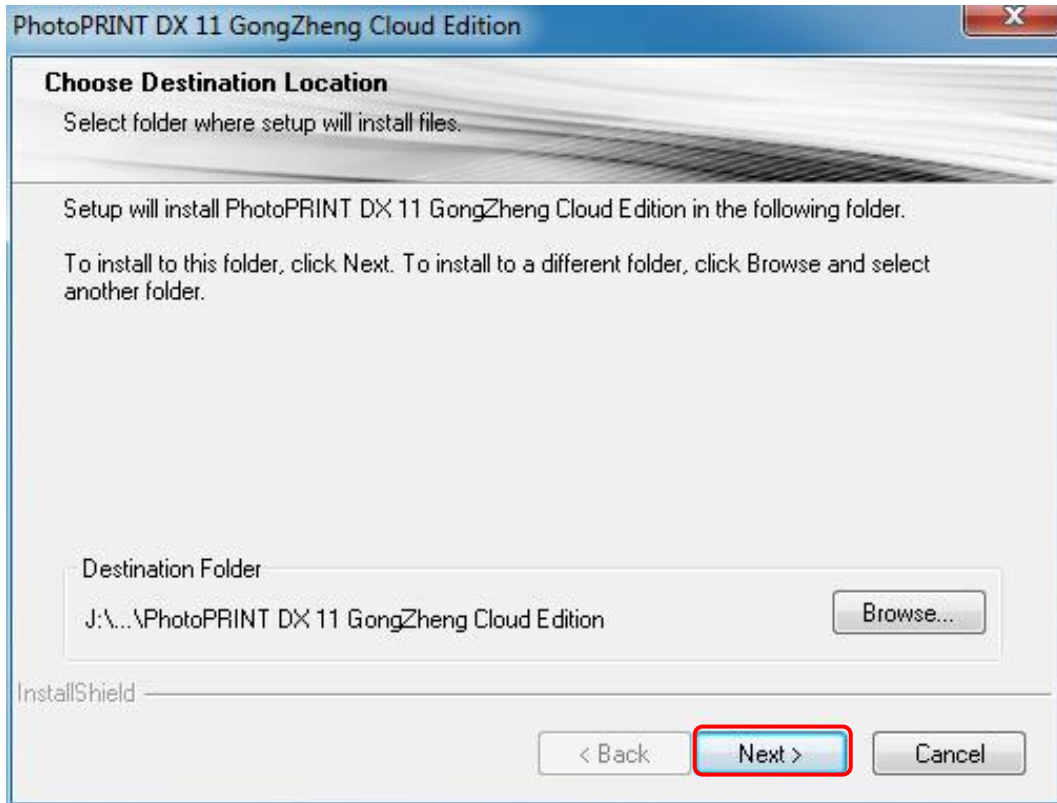 PhotoPRINT DX 11 GongZheng Cloud Edition
Choose Destination Location
Select folder where setup will install files.
Setup will install PhotoPRINT DX 11 GongZheng Cloud Edition in the following folder.
To install to this folder, click Next. To install to a different folder, click Browse and select
another folder.
Destination Folder
J:\...\PhotoPRINT DX 11 GongZheng Cloud Edition
Browse...
InstallShield
< Back
Next >
Cancel